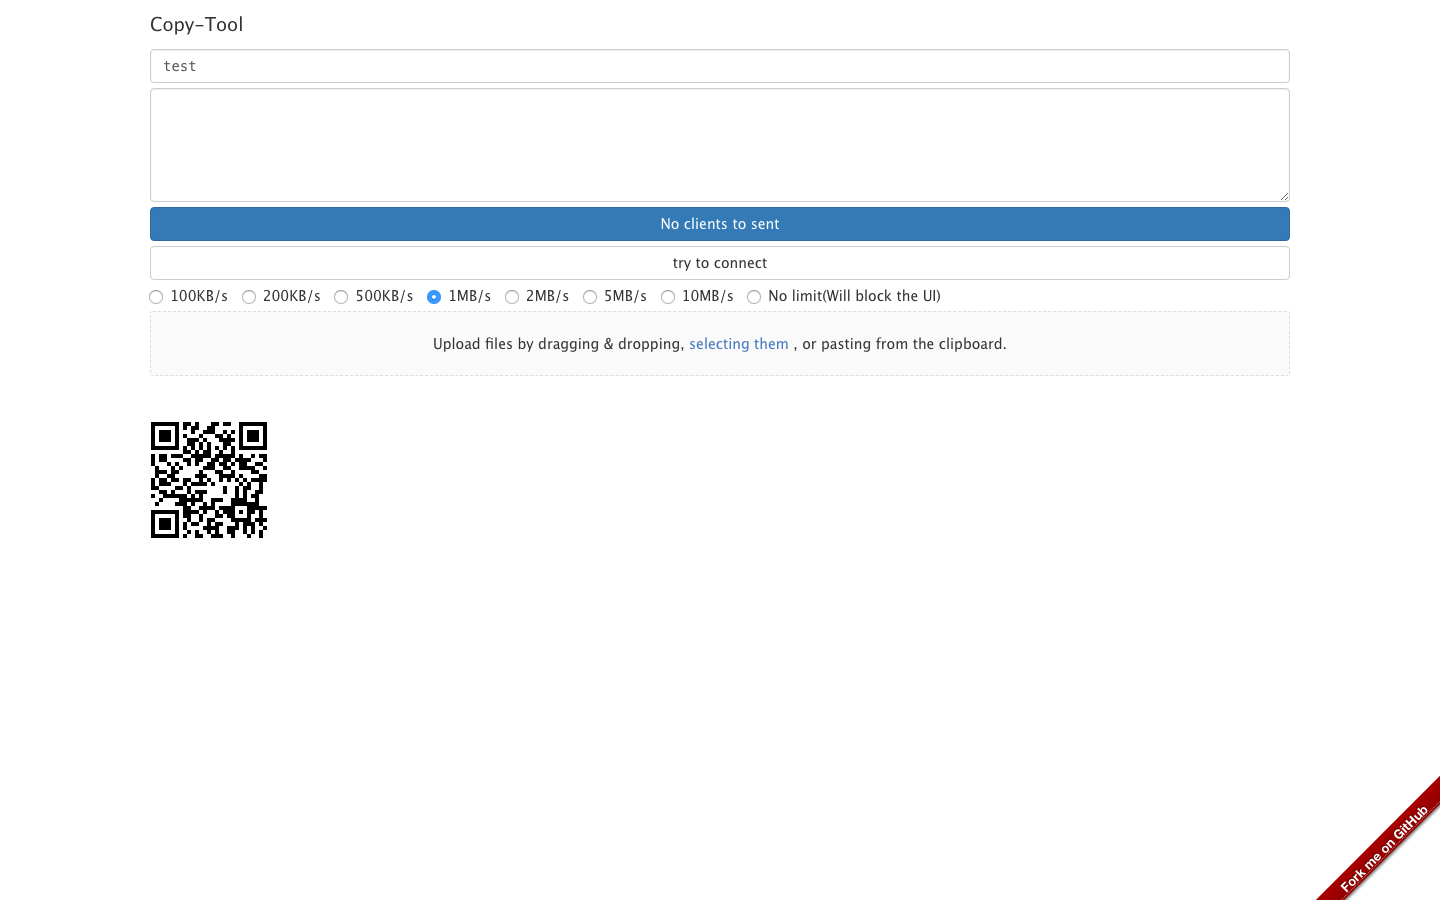 Copy-Tool
test
No clients to sent
try to connect
100KB/s 200KB/s 500KB/s 1MB/s 2MB/s 5MB/s 10MB/s No limit(Will block the UI)
Upload files by dragging & dropping, selecting them , or pasting from the clipboard.
Fork me on GitHub